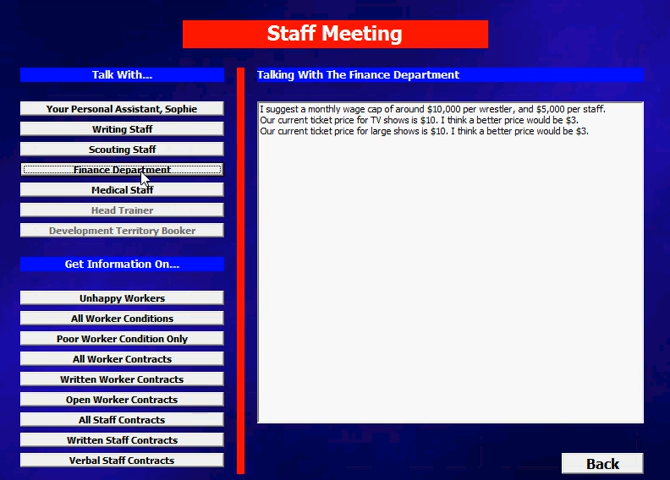 Staff Meeting
Talk With...
Your Personal Assistant, Sophie
Writing Staff
Scouting Staff
Finance Department
Medical Staff
Head Trainer
Development Territory Booker
Get Information On...
Unhappy Workers
All Worker Conditions
Poor Worker Condition Only
All Worker Contracts
Written Worker Contracts
Open Worker Contracts
All Staff Contracts
Written Staff Contracts
Verbal Staff Contracts
Talking With The Finance Department
I suggest a monthly wage cap of around $10,000 per wrestler, and $5,000 per staff.
Our current ticket price for TV shows is $10. I think a better price would be $3.
Our current ticket price for large shows is $10. I think a better price would be $3.
Back